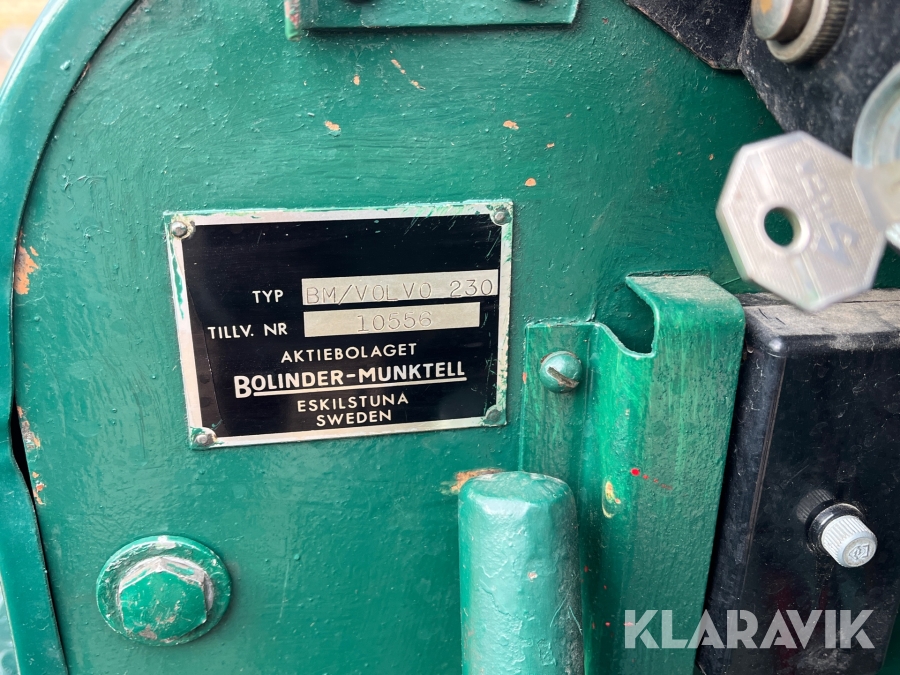 TYP BM/VOLVO 230
TILLV. NR 10556
AKTIEBOLAGET
BOLINDER-MUNKTELL
ESKILSTUNA
SWEDEN
KLARAVIK